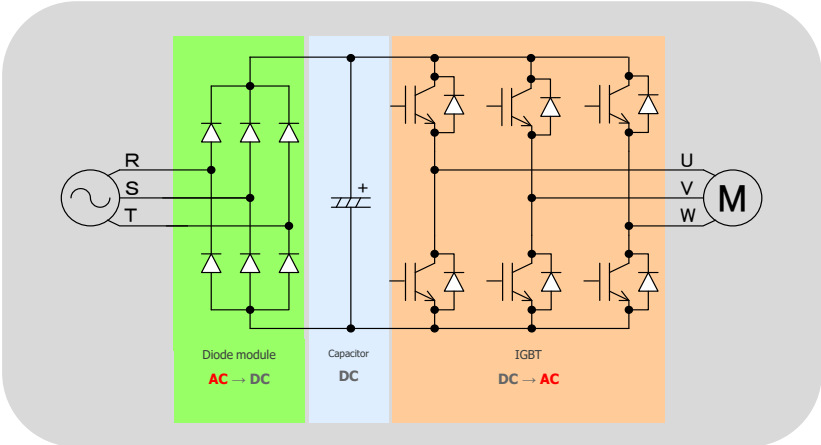 R
S
T
+
U
V
W
M
Diode module
AC → DC
Capacitor
DC
IGBT
DC → AC